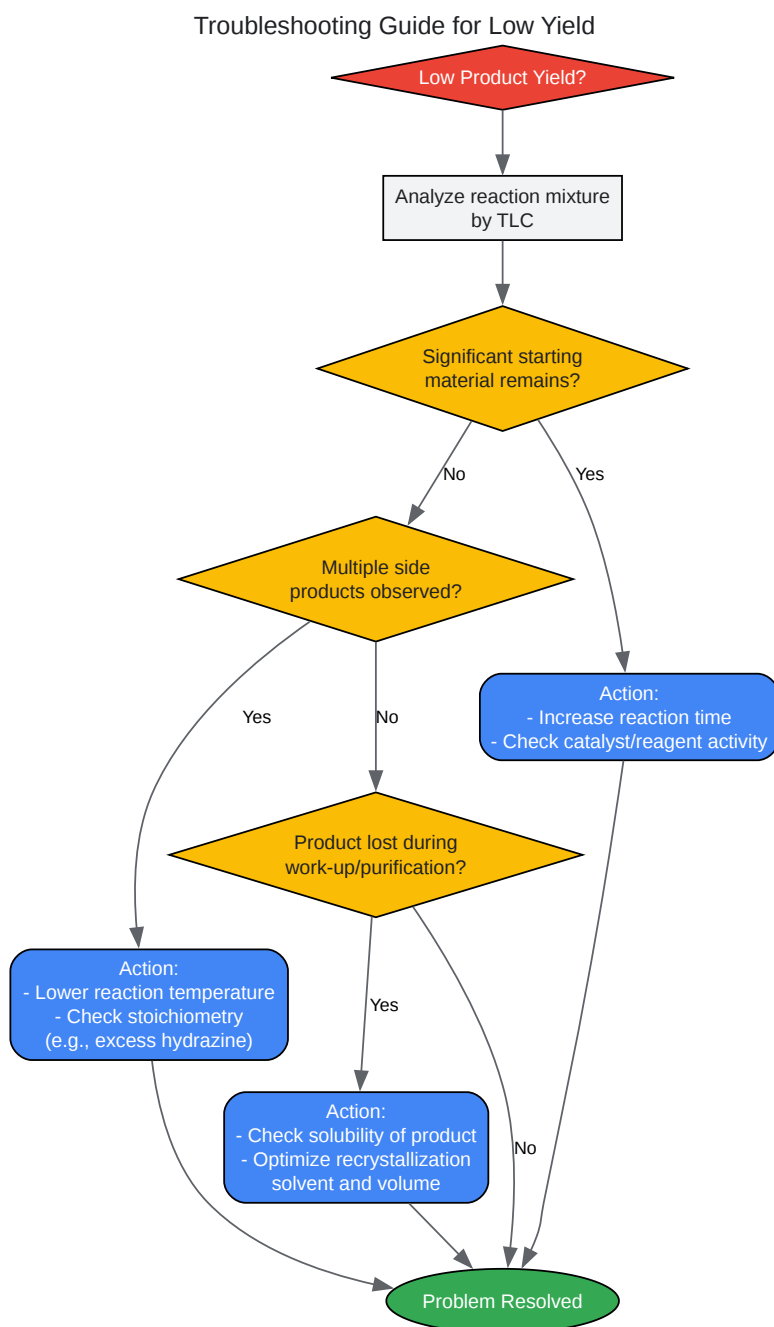 Troubleshooting Guide for Low Yield
Low Product Yield?
Analyze reaction mixture
by TLC
Significant starting
material remains?
No
Yes
Multiple side
products observed?
Action:
- Increase reaction time
- Check catalyst/reagent activity
Yes
No
Product lost during
work-up/purification?
Action:
- Lower reaction temperature
- Check stoichiometry
(e.g., excess hydrazine)
Yes
Action:
- Check solubility of product
- Optimize recrystallization
solvent and volume
No
Problem Resolved